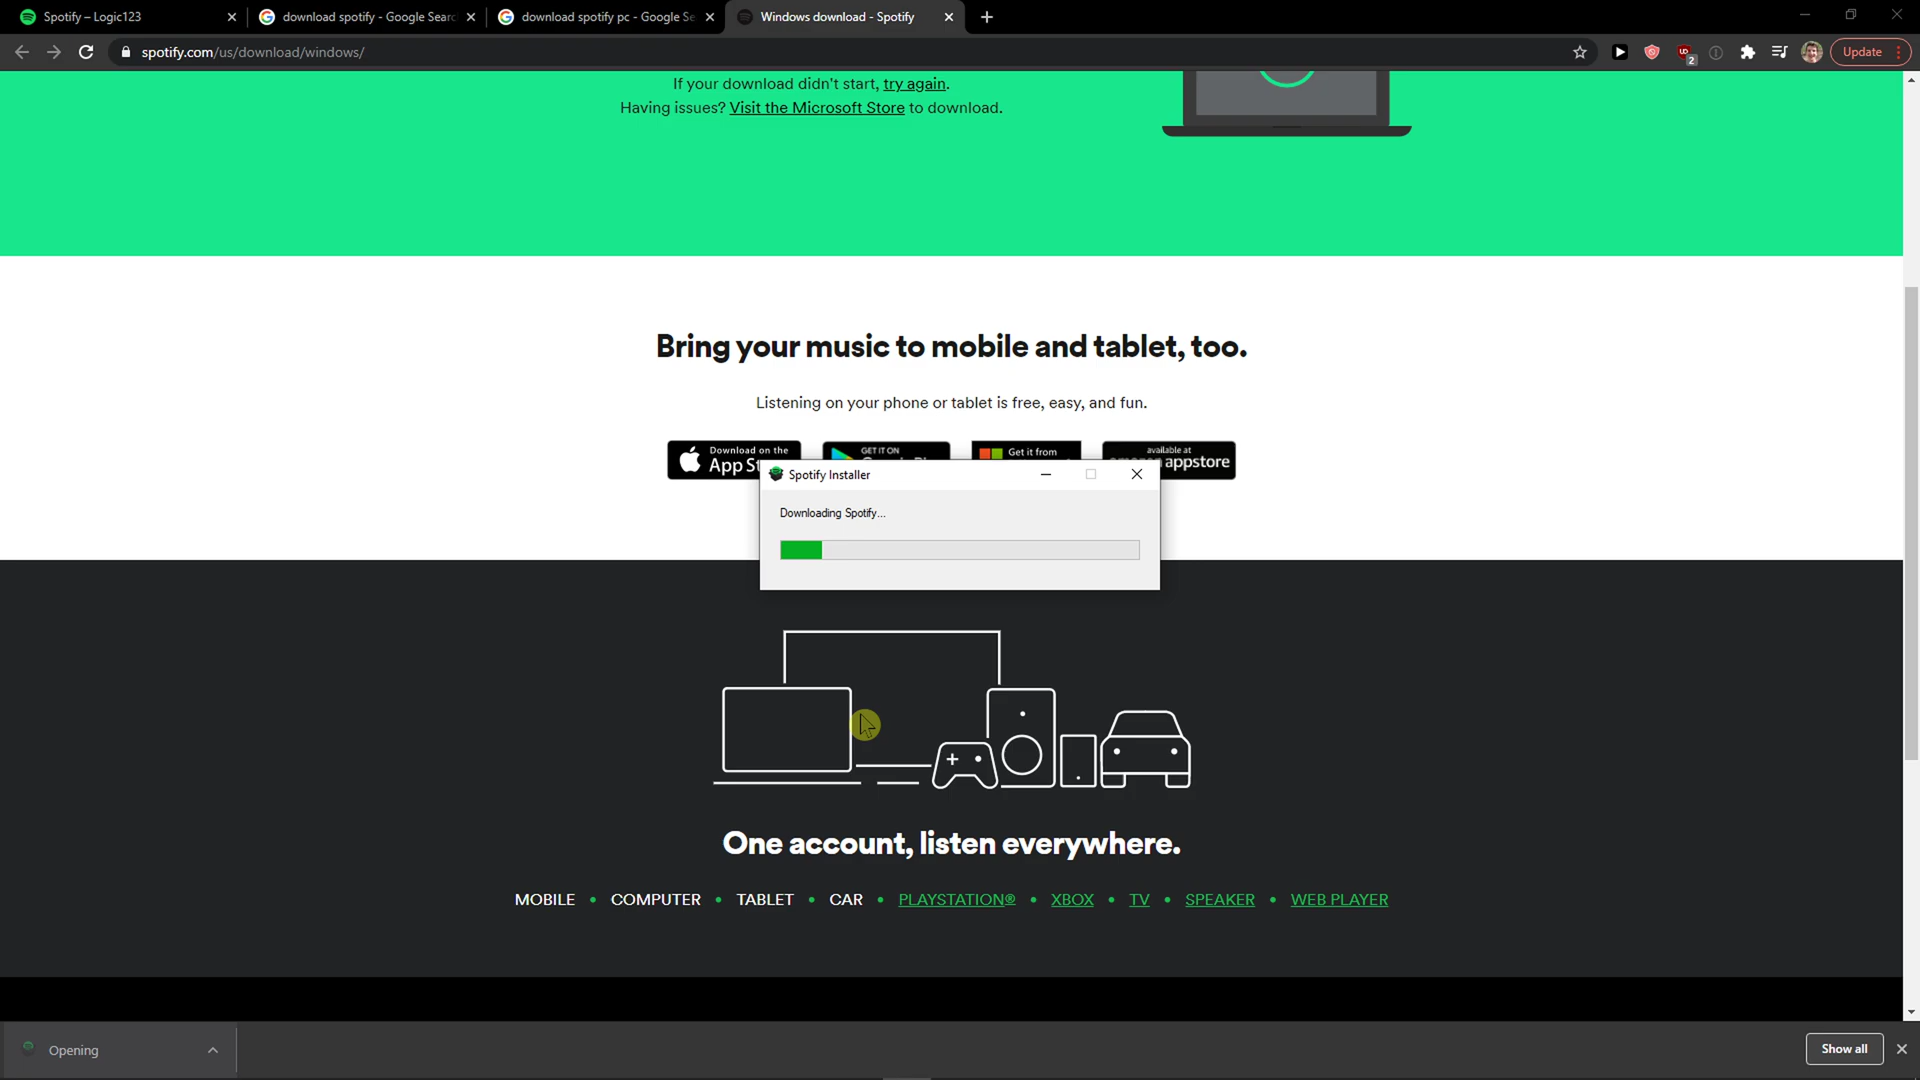 Spotify – Logic123
download spotify - Google Searc
download spotify pc - Google Se
Windows download - Spotify
spotify.com/us/download/windows/
2
Update
If your download didn't start, try again.
Having issues? Visit the Microsoft Store to download.
Bring your music to mobile and tablet, too.
Listening on your phone or tablet is free, easy, and fun.
Download on the
App St
GET IT ON
Get it from
available at
appstore
Spotify Installer
Downloading Spotify...
One account, listen everywhere.
MOBILE • COMPUTER • TABLET • CAR • PLAYSTATION® • XBOX • TV • SPEAKER • WEB PLAYER
Opening
Show all